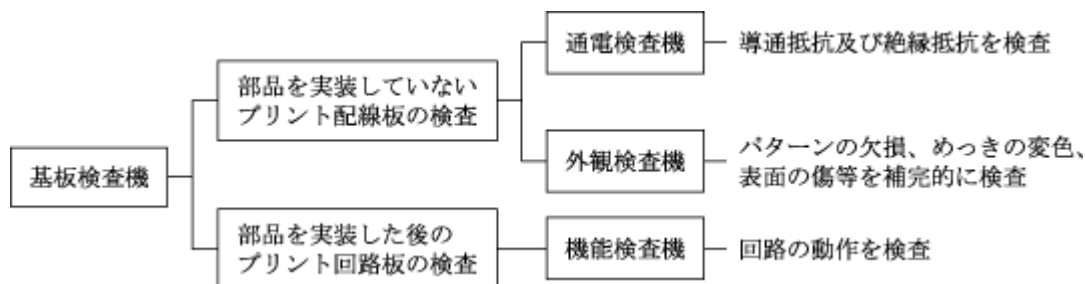 基板検査機
部品を実装していない
プリント配線板の検査
通電検査機
導通抵抗及び絶縁抵抗を検査
外観検査機
パターンの欠損、めっきの変色、
表面の傷等を補完的に検査
部品を実装した後の
プリント回路板の検査
機能検査機
回路の動作を検査